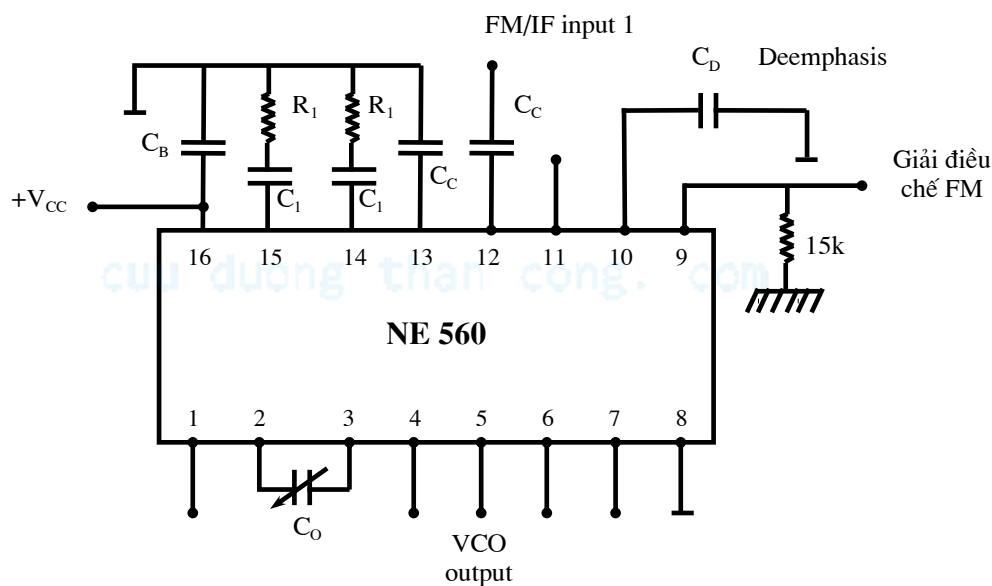 FM/IF input 1
C_D Deemphasis
R_1 R_1 C_C
C_B
C_1 C_1 C_C
Giải điều
chế FM
+V_CC
16 15 14 13 12 11 10 9 15k
cuu duong than cong. com
NE 560
1 2 3 4 5 6 7 8
C_O
VCO
output